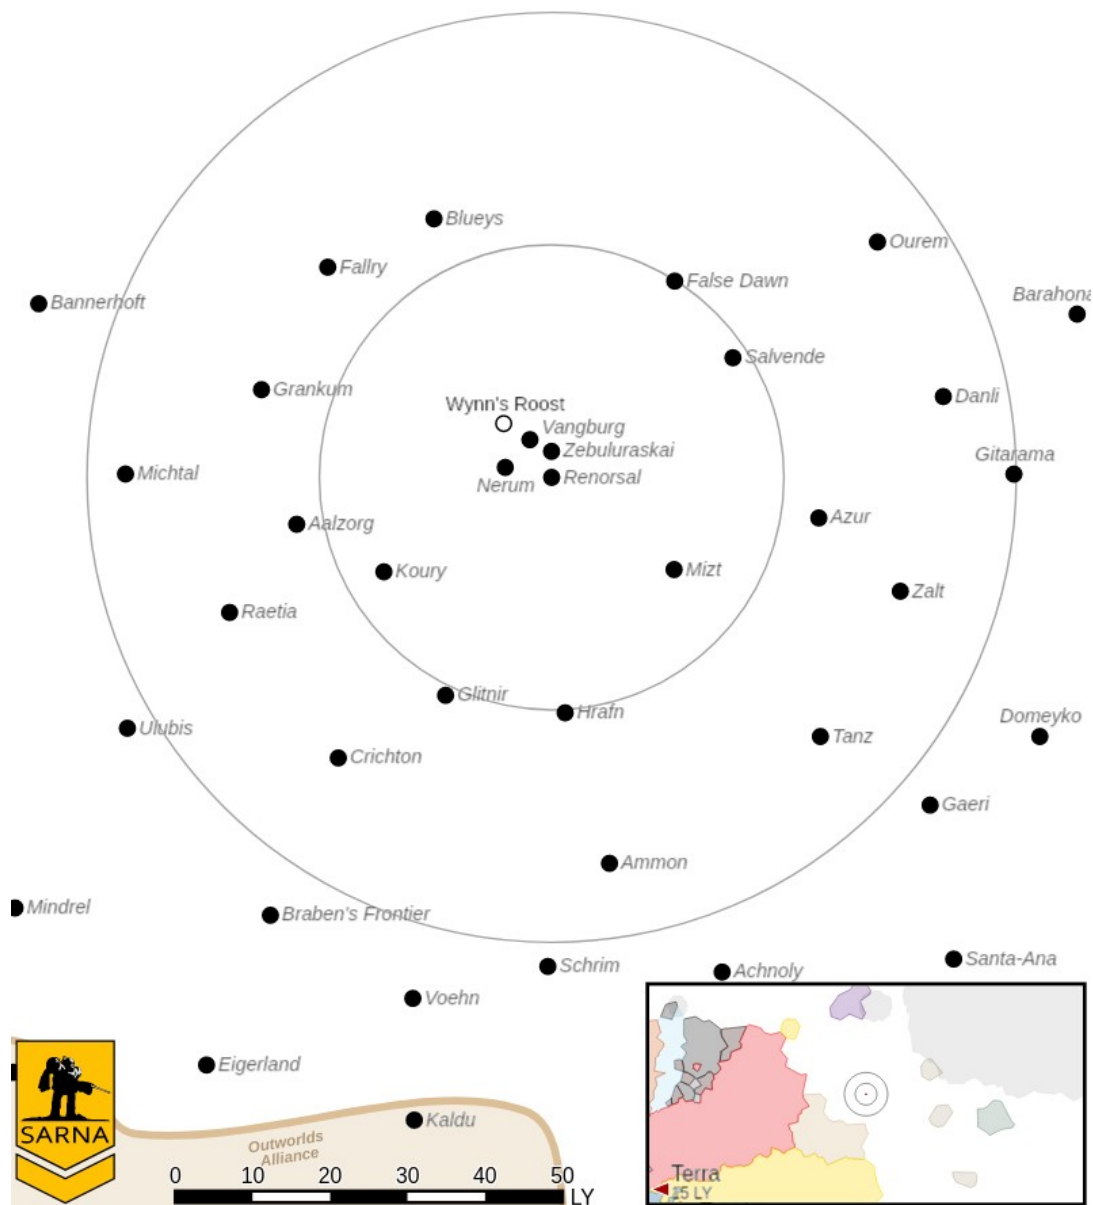 Blueys
Ourem
Fallry
False Dawn
Bannerhoft
Salvende
Grankum
Danli
Wynn's Roost
Vangburg
Zebuluraskai
Gitarama
Michtal
Nerum
Renorsal
Aalzorg
Azur
Koury
Mizt
Zalt
Raetia
Glitnir
Hrafn
Domeyko
Ulubis
Tanz
Crichton
Gaeri
Ammon
Mindrel
Braben's Frontier
Schrim
Santa-Ana
Achnoly
Voehn
Eigerland
Kaldu
SARNA
Outworlds
Alliance
0 10 20 30 40 50
LY
Terra
LY